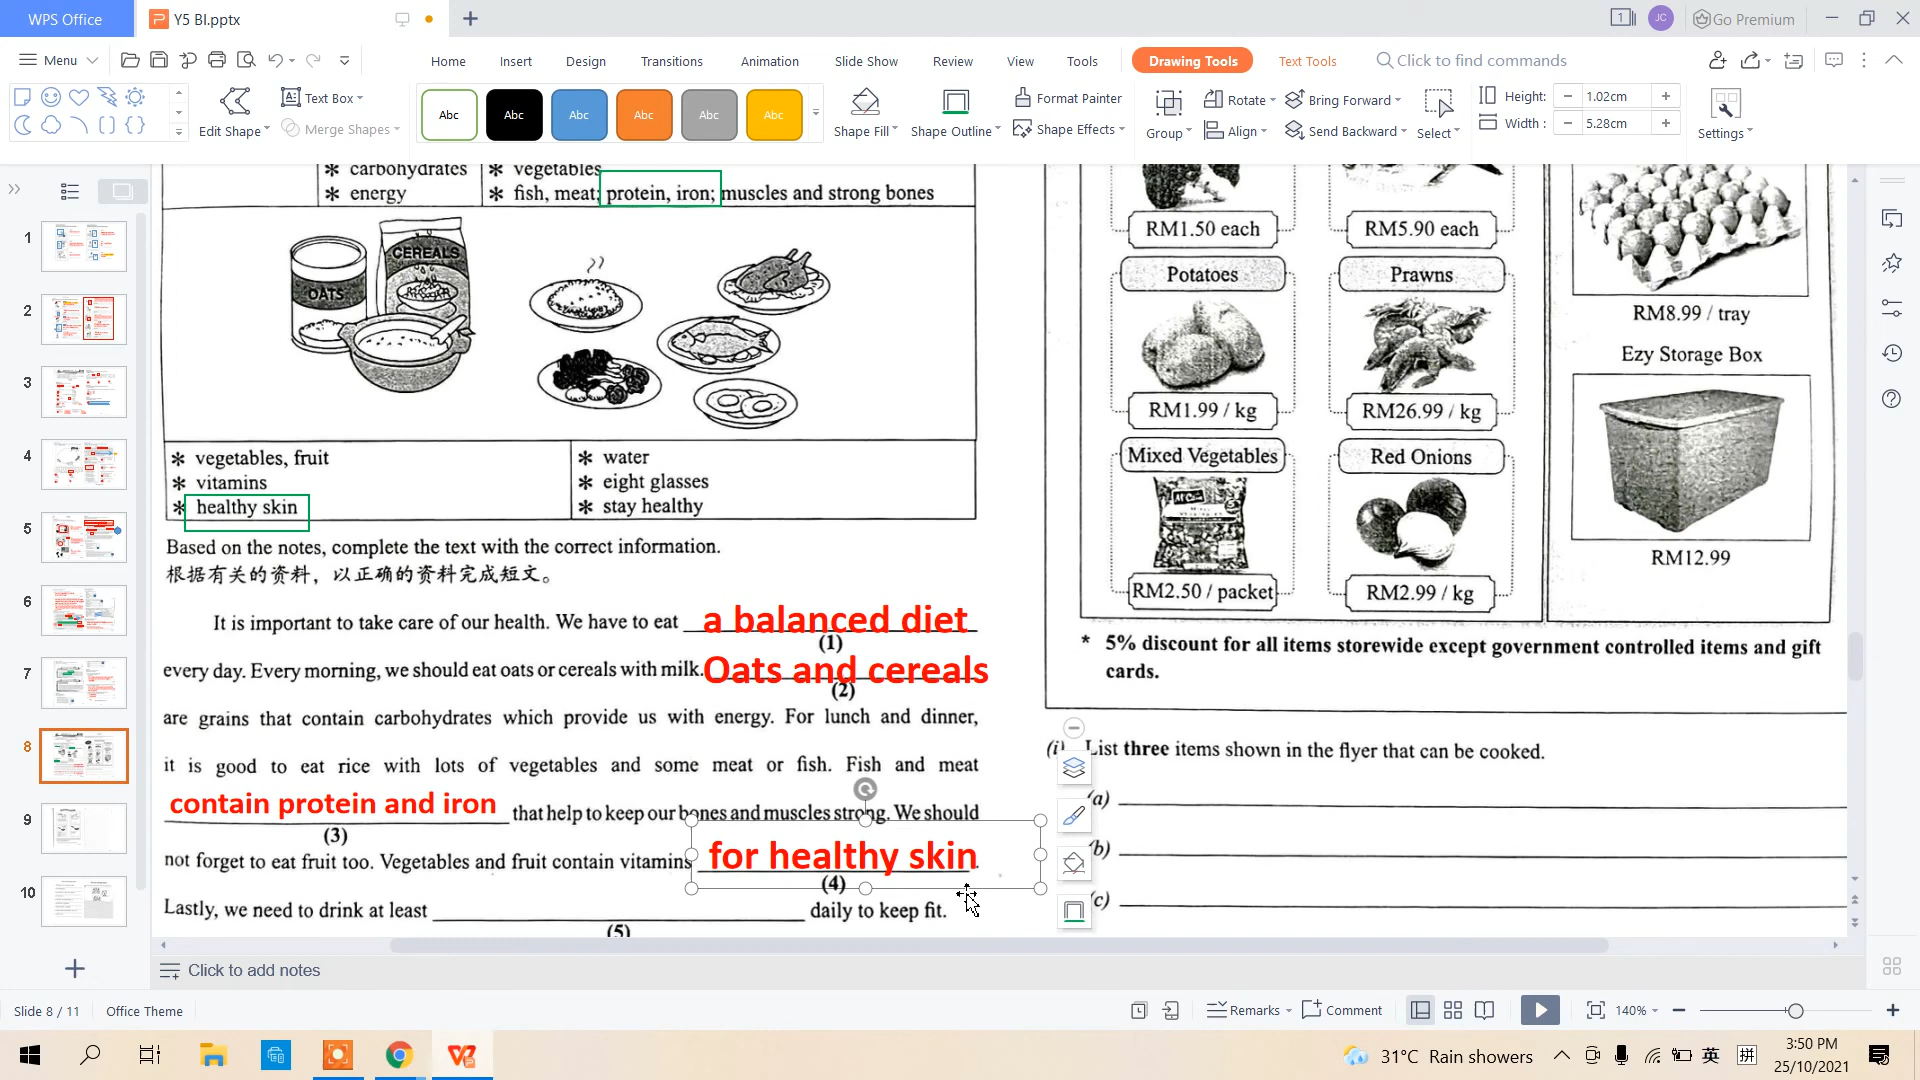 WPS Office
Y5 BI.pptx
1
JC
Go Premium
Menu
Home
Insert
Design
Transitions
Animation
Slide Show
Review
View
Tools
Drawing Tools
Text Tools
Click to find commands
Edit Shape
Text Box
Merge Shapes
Abc
Abc
Abc
Abc
Abc
Abc
Shape Fill
Shape Outline
Format Painter
Shape Effects
Group
Rotate
Align
Bring Forward
Send Backward
Select
Height: 1.02cm
Width : 5.28cm
Settings
1
2
3
4
5
6
7
8
9
10
* carbohydrates
* energy
* vegetables
* fish, meat; protein, iron; muscles and strong bones
CEREALS
OATS
* vegetables, fruit
* vitamins
* healthy skin
* water
* eight glasses
* stay healthy
Based on the notes, complete the text with the correct information.
根据有关的资料，以正确的资料完成短文。
It is important to take care of our health. We have to eat a balanced diet
(1)
every day. Every morning, we should eat oats or cereals with milk. Oats and cereals
(2)
are grains that contain carbohydrates which provide us with energy. For lunch and dinner,
it is good to eat rice with lots of vegetables and some meat or fish. Fish and meat
contain protein and iron that help to keep our bones and muscles strong. We should
(3)
not forget to eat fruit too. Vegetables and fruit contain vitamins for healthy skin.
(4)
Lastly, we need to drink at least daily to keep fit.
(5)
RM1.50 each
RM5.90 each
Potatoes
Prawns
RM1.99 / kg
RM26.99 / kg
Mixed Vegetables
Red Onions
RM2.50 / packet
RM2.99 / kg
RM8.99 / tray
Ezy Storage Box
RM12.99
* 5% discount for all items storewide except government controlled items and gift
cards.
(i) List three items shown in the flyer that can be cooked.
(a)
(b)
(c)
Click to add notes
Slide 8 / 11
Office Theme
Remarks
Comment
140%
31°C Rain showers
英
拼
3:50 PM
25/10/2021